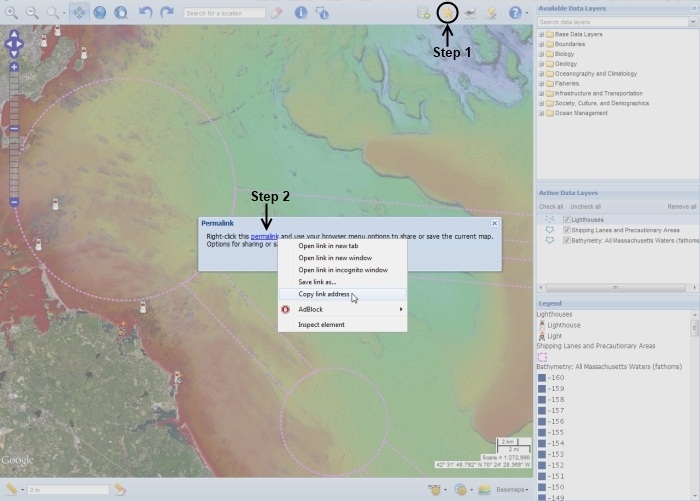 Search for a location
Step 1
Step 2
Permalink
Right-click this permalink and use your browser menu options to share or save the current map.
Options for sharing or s
Open link in new tab
Open link in new window
Open link in incognito window
Save link as...
Copy link address
AdBlock
Inspect element
Google
0 m
2 km
2 mi
Scale = 1:272,990
42° 31' 48.792" N 70° 24' 28.368" W
Basemaps
Available Data Layers
Search data layers
Base Data Layers
Boundaries
Biology
Geology
Oceanography and Climatology
Fisheries
Infrastructure and Transportation
Society, Culture, and Demographics
Ocean Management
Active Data Layers
Check all Uncheck all Remove all
Lighthouses
Shipping Lanes and Precautionary Areas
Bathymetry: All Massachusetts Waters (fathoms
Legend
Lighthouses
Lighthouse
Light
Shipping Lanes and Precautionary Areas
Bathymetry: All Massachusetts Waters (fathoms)
-160
-159
-158
-157
-156
-155
-154
-153
-152
-151
-150
-149